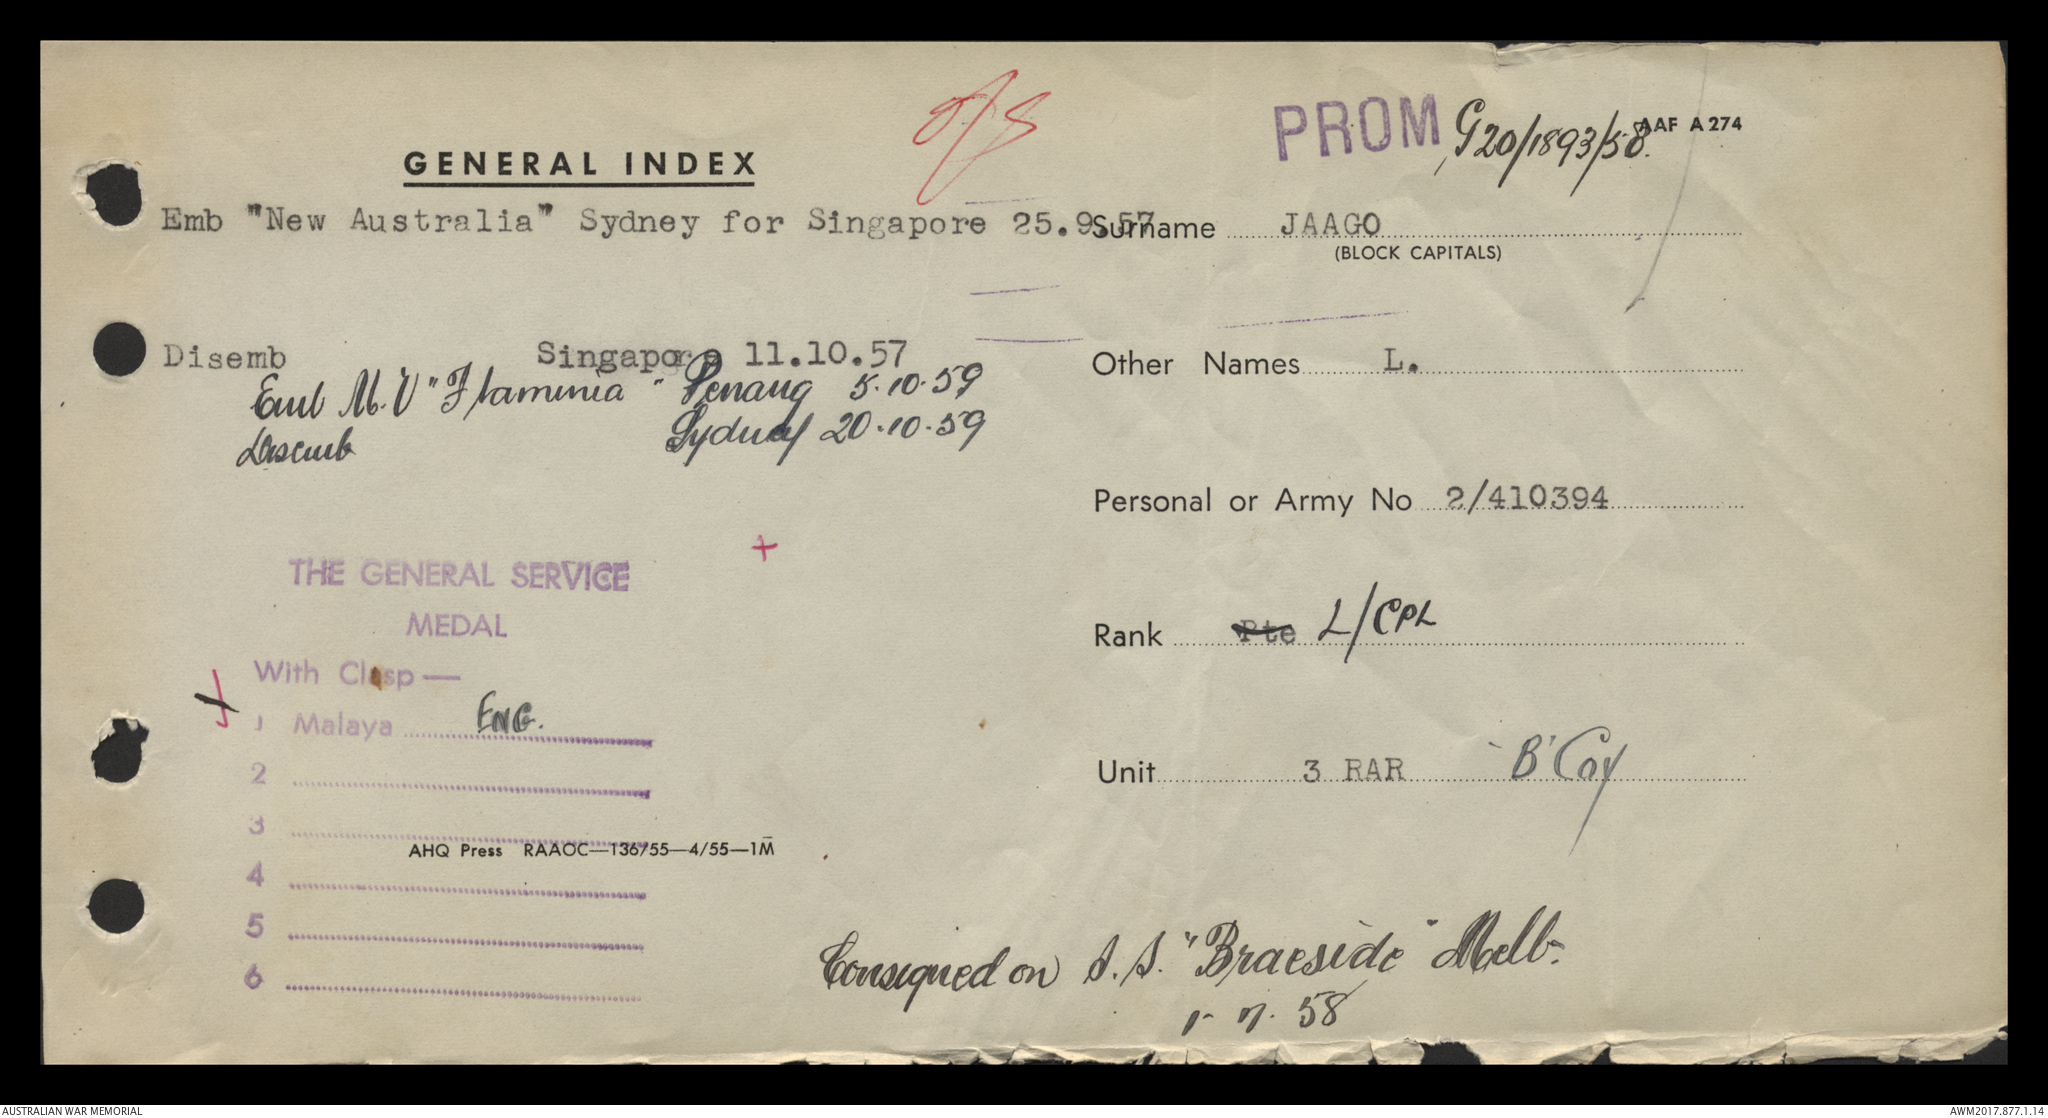 O/S
PROM G20/1893/58. AAF A 274
GENERAL INDEX
Emb "New Australia" Sydney for Singapore 25.9.57
Surname JAAGO
(BLOCK CAPITALS)
Disemb Singapore 11.10.57
Other Names L.
Emb M.V "Flaminia" Penang 5.10.59
Disemb Sydney 20.10.59
Personal or Army No 2/410394
THE GENERAL SERVICE
MEDAL
Rank Pte L/CPL
With Clasp—
1 Malaya ENG.
Unit 3 RAR 'B' Coy
2
3
AHQ Press RAAOC—136/55—4/55—1M
4
5
6
Consigned on S.S. "Braeside" Melb.
58
AUSTRALIAN WAR MEMORIAL
AWM2017.877.1.14